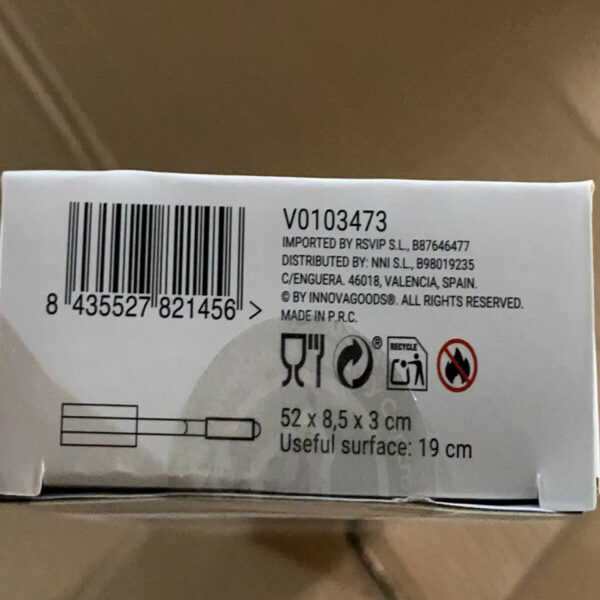 V0103473
IMPORTED BY RSVIP S.L., B87646477
DISTRIBUTED BY: NNI S.L., B98019235
C/ENGUERA. 46018, VALENCIA, SPAIN.
© BY INNOVAGOODS®. ALL RIGHTS RESERVED.
MADE IN P.R.C.
8 435527 821456 >
®
RECYCLE
52 x 8,5 x 3 cm
Useful surface: 19 cm